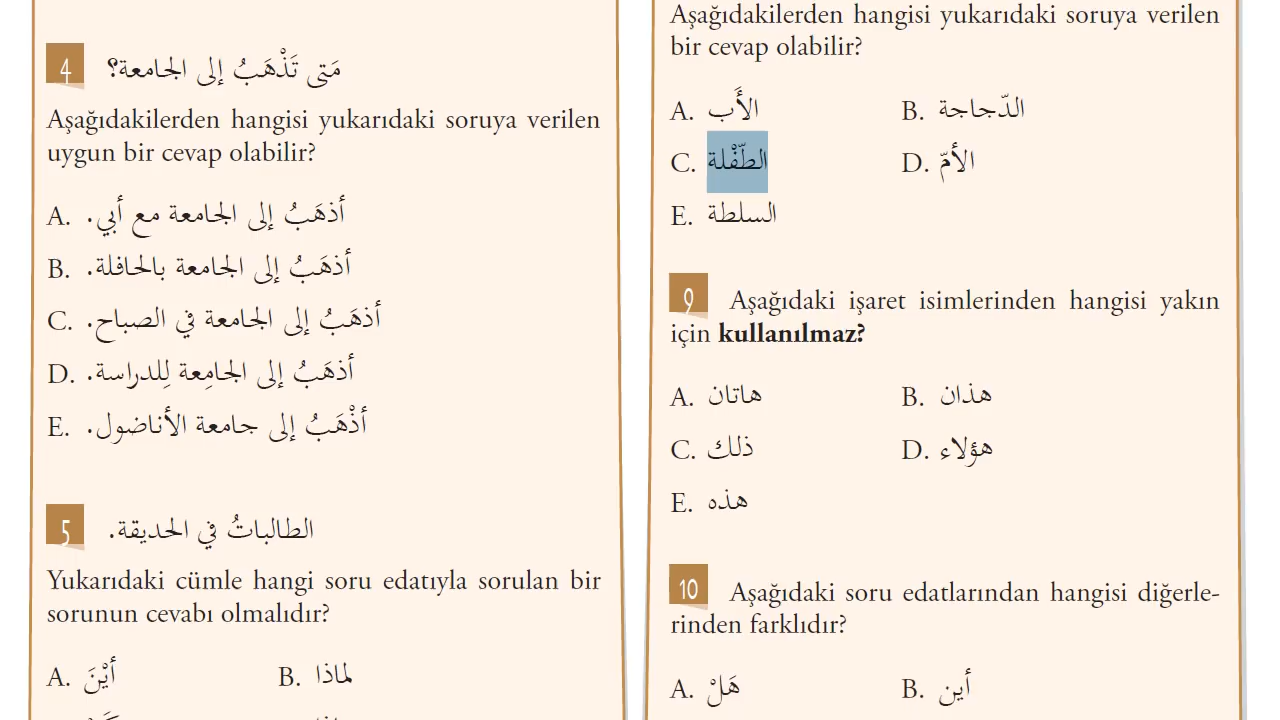 4 مَتى تَذْهَبُ إلى الجامعة؟
Aşağıdakilerden hangisi yukarıdaki soruya verilen
uygun bir cevap olabilir?
A. أذهَبُ إلى الجامعة مع أبي.
B. أذهَبُ إلى الجامعة بالحافلة.
C. أذهَبُ إلى الجامعة في الصباح.
D. أذهَبُ إلى الجامِعة لِلدراسة.
E. أذْهَبُ إلى جامعة الأناضول.
5 الطالباتُ في الحديقة.
Yukarıdaki cümle hangi soru edatıyla sorulan bir
sorunun cevabı olmalıdır?
A. أيْنَ B. لماذا
Aşağıdakilerden hangisi yukarıdaki soruya verilen
bir cevap olabilir?
A. الأَب B. الدّجاجة
C. الطّفْلة D. الأمّ
E. السلطة
9 Aşağıdaki işaret isimlerinden hangisi yakın
için kullanılmaz?
A. هاتان B. هذان
C. ذلك D. هؤلاء
E. هذه
10 Aşağıdaki soru edatlarından hangisi diğerle-
rinden farklıdır?
A. هَلْ B. أين